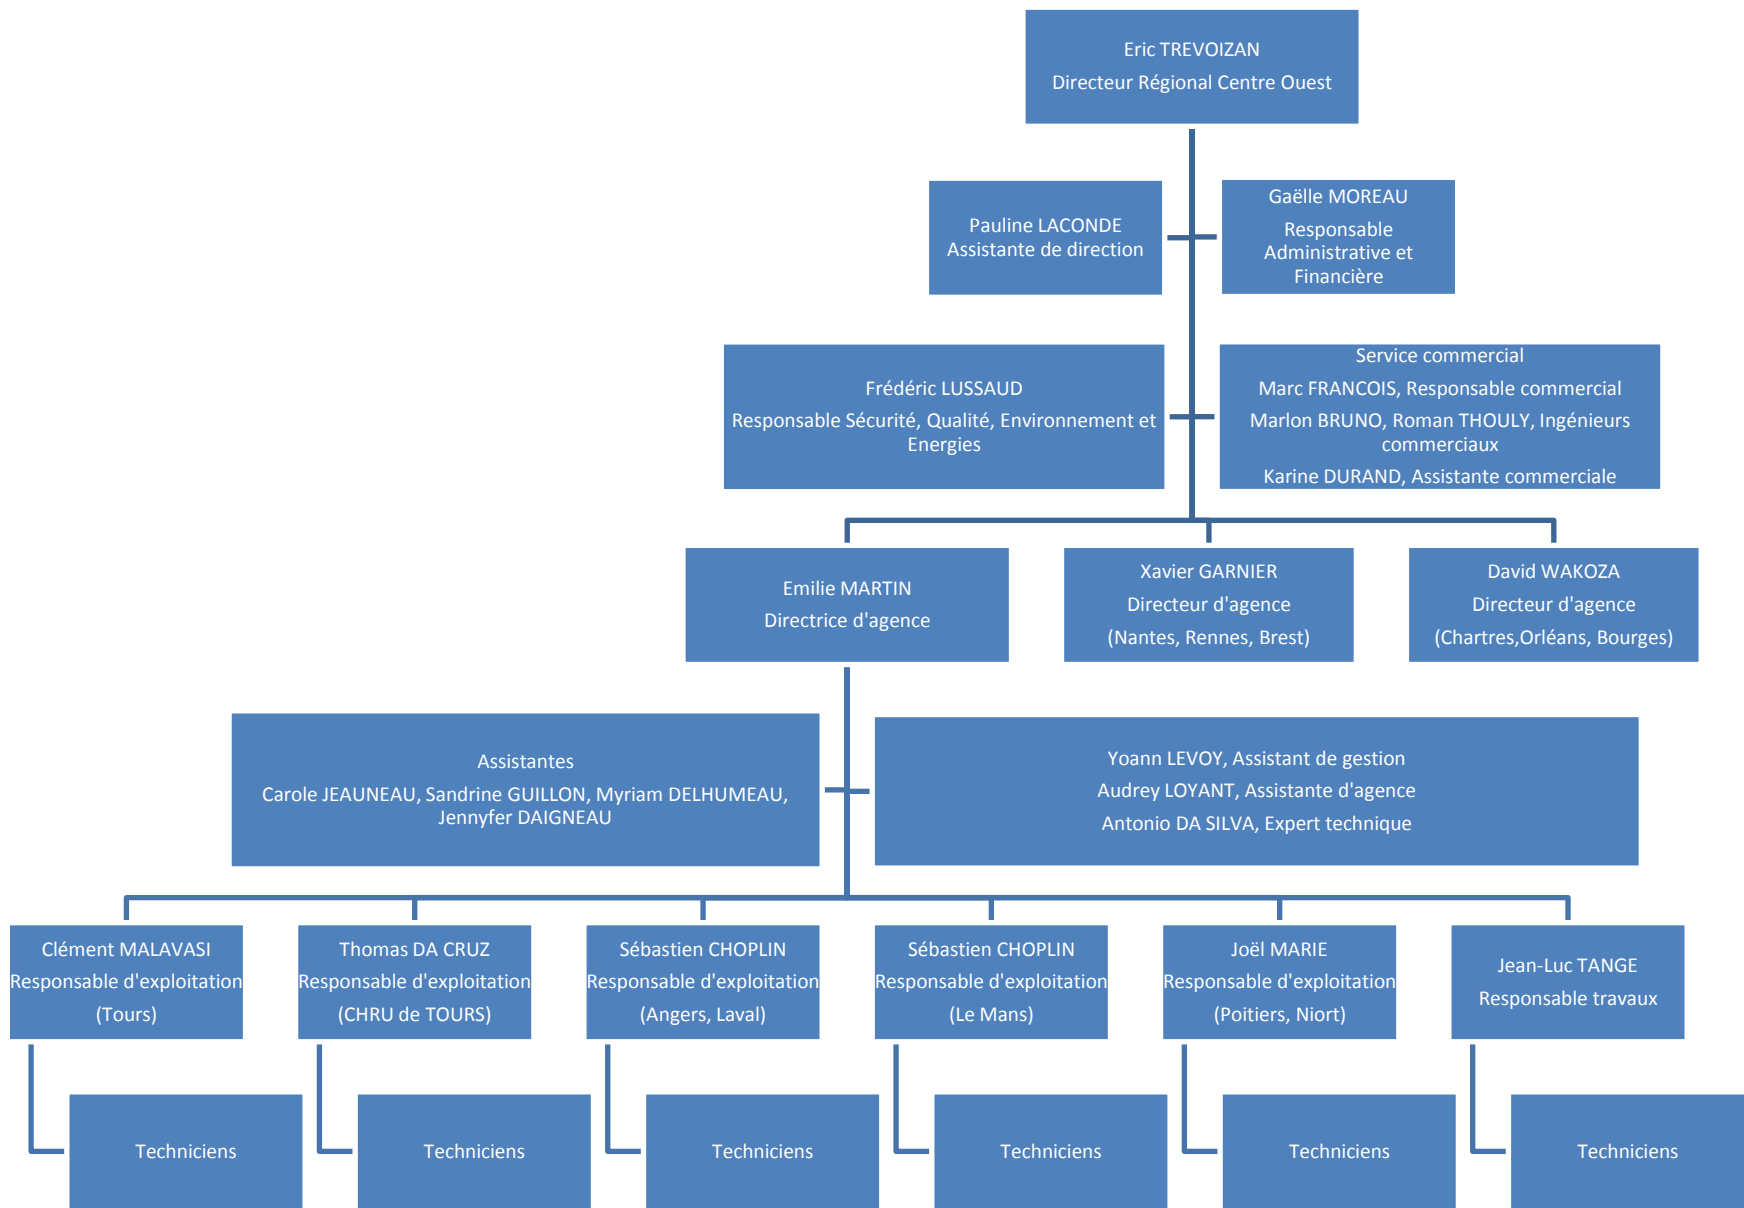 Eric TREVOIZAN
Directeur Régional Centre Ouest
Pauline LACONDE
Assistante de direction
Gaëlle MOREAU
Responsable
Administrative et
Financière
Frédéric LUSSAUD
Responsable Sécurité, Qualité, Environnement et
Energies
Service commercial
Marc FRANCOIS, Responsable commercial
Marlon BRUNO, Roman THOULY, Ingénieurs
commerciaux
Karine DURAND, Assistante commerciale
Emilie MARTIN
Directrice d'agence
Xavier GARNIER
Directeur d'agence
(Nantes, Rennes, Brest)
David WAKOZA
Directeur d'agence
(Chartres,Orléans, Bourges)
Assistantes
Carole JEAUNEAU, Sandrine GUILLON, Myriam DELHUMEAU,
Jennyfer DAIGNEAU
Yoann LEVOY, Assistant de gestion
Audrey LOYANT, Assistante d'agence
Antonio DA SILVA, Expert technique
Clément MALAVASI
Responsable d'exploitation
(Tours)
Thomas DA CRUZ
Responsable d'exploitation
(CHRU de TOURS)
Sébastien CHOPLIN
Responsable d'exploitation
(Angers, Laval)
Sébastien CHOPLIN
Responsable d'exploitation
(Le Mans)
Joël MARIE
Responsable d'exploitation
(Poitiers, Niort)
Jean-Luc TANGE
Responsable travaux
Techniciens
Techniciens
Techniciens
Techniciens
Techniciens
Techniciens